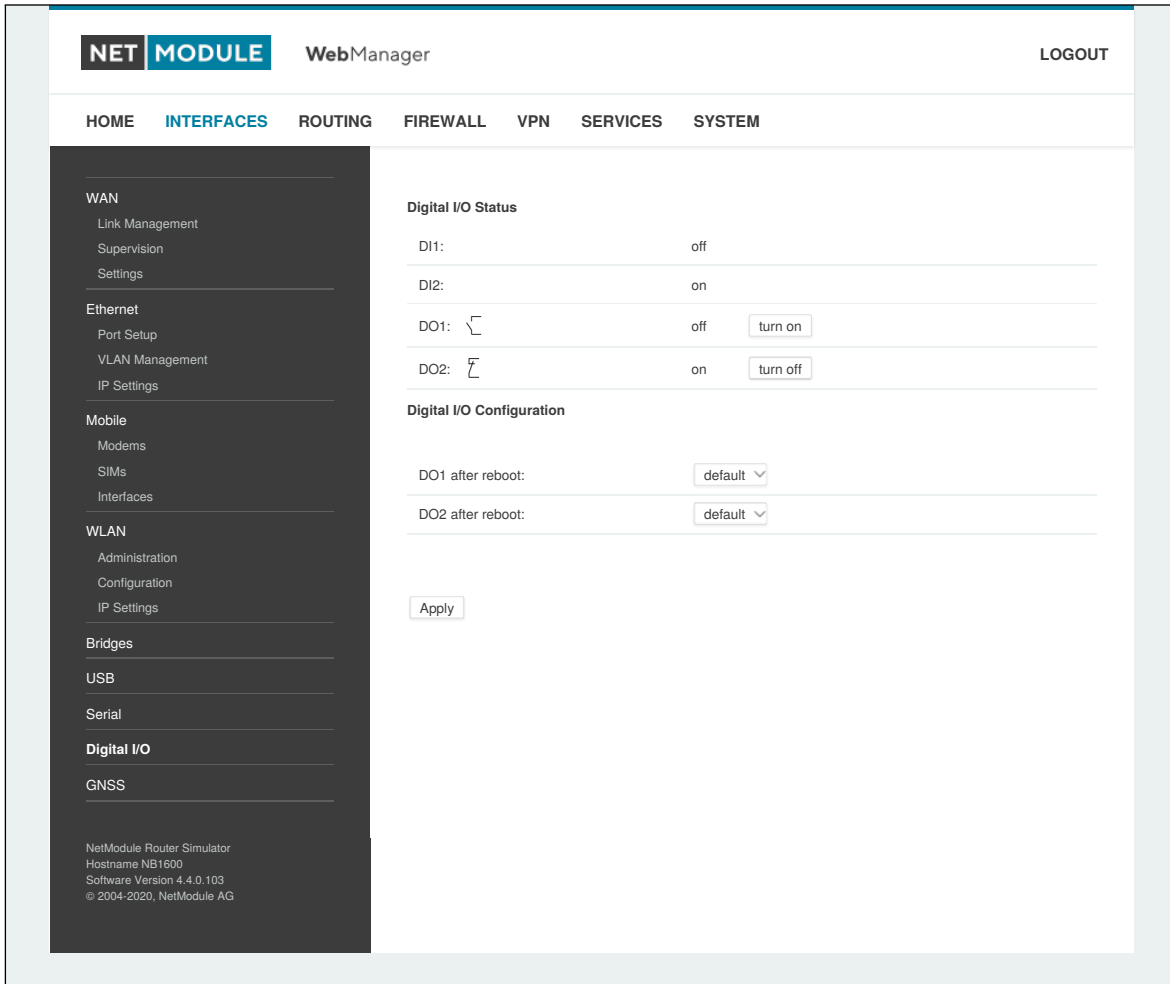 NET MODULE WebManager LOGOUT
HOME INTERFACES ROUTING FIREWALL VPN SERVICES SYSTEM
WAN
Link Management
Supervision
Settings
Ethernet
Port Setup
VLAN Management
IP Settings
Mobile
Modems
SIMs
Interfaces
WLAN
Administration
Configuration
IP Settings
Bridges
USB
Serial
Digital I/O
GNSS
NetModule Router Simulator
Hostname NB1600
Software Version 4.4.0.103
© 2004-2020, NetModule AG
Digital I/O Status
DI1: off
DI2: on
DO1: off turn on
DO2: on turn off
Digital I/O Configuration
DO1 after reboot: default
DO2 after reboot: default
Apply